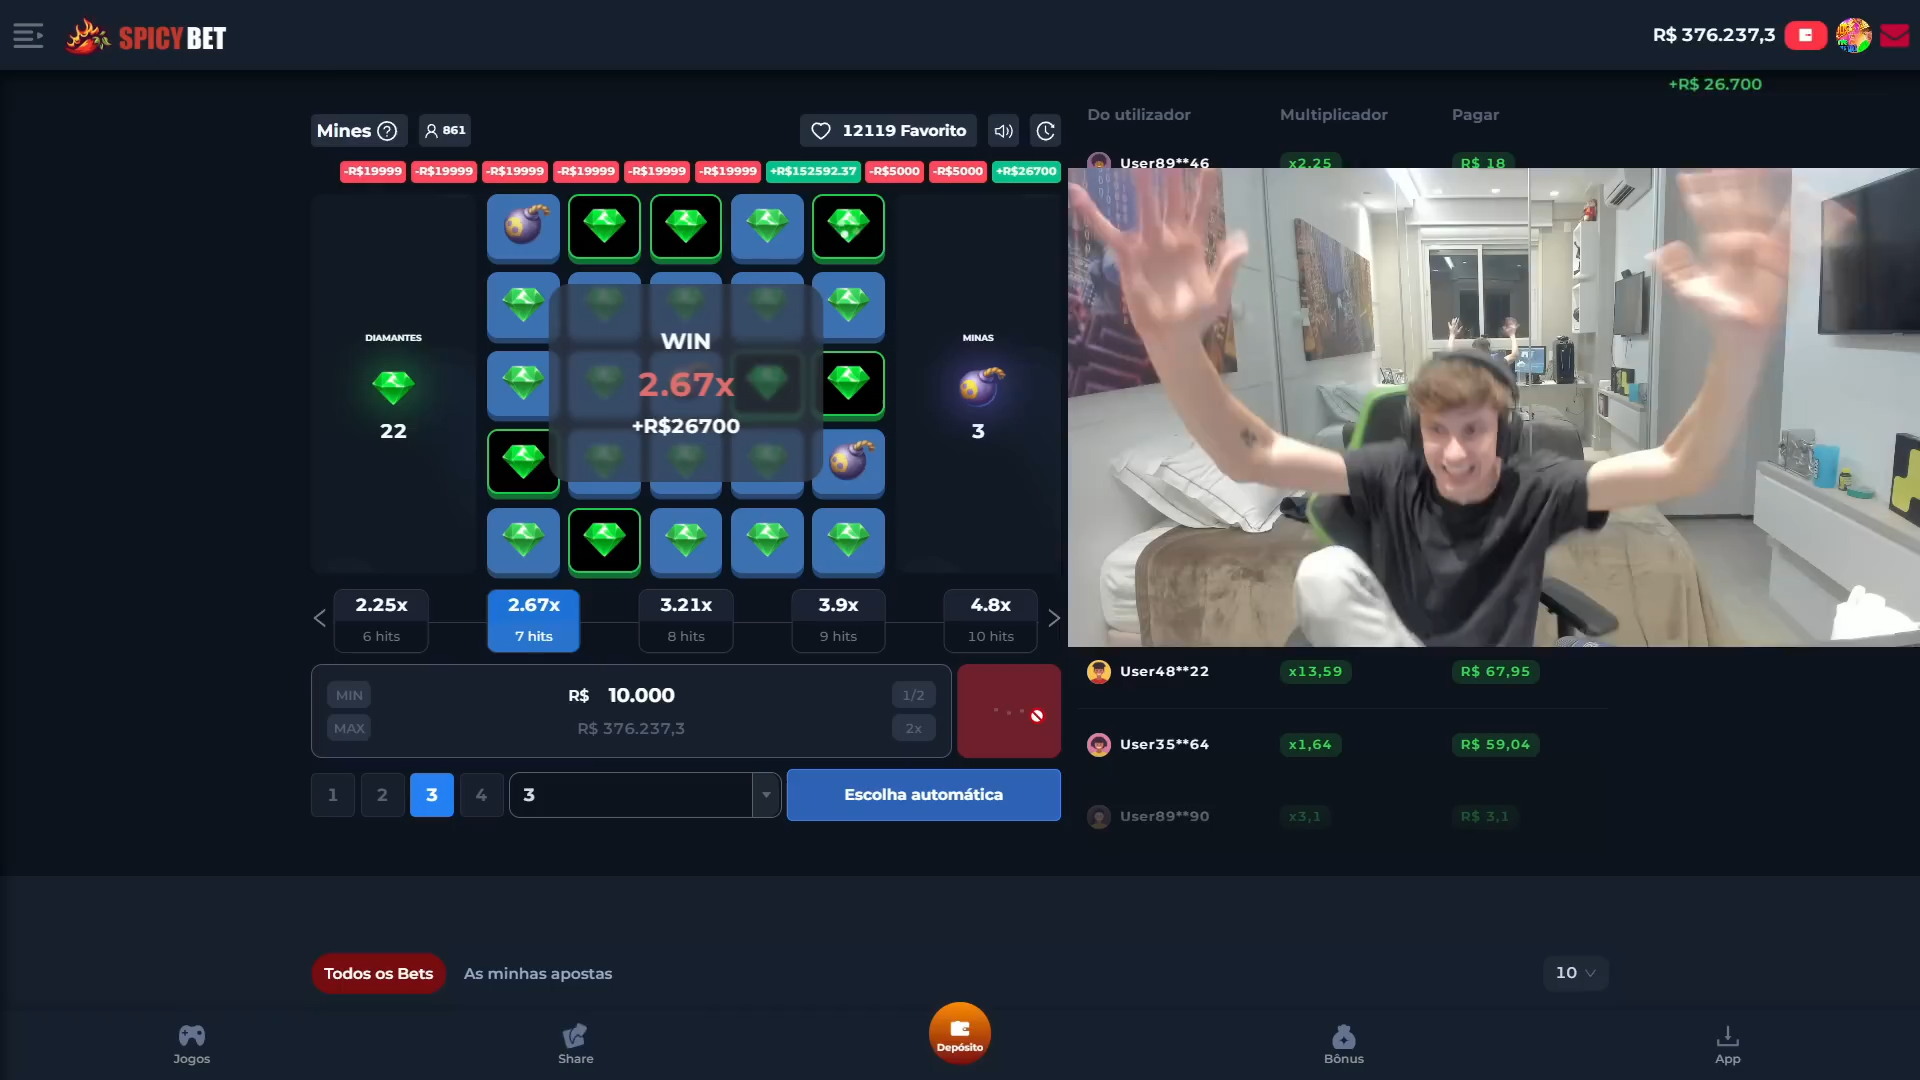 SPICY BET
R$ 376.237,3
+R$ 26.700
Mines
861
12119 Favorito
-R$19999 -R$19999 -R$19999 -R$19999 -R$19999 -R$19999 +R$152592.37 -R$5000 -R$5000 +R$26700
DIAMANTES
22
WIN
2.67x
+R$26700
MINAS
3
2.25x 2.67x 3.21x 3.9x 4.8x
6 hits 7 hits 8 hits 9 hits 10 hits
MIN R$ 10.000 1/2
MAX R$ 376.237,3 2x
1 2 3 4 3 Escolha automática
Do utilizador Multiplicador Pagar
User89**46 x2,25 R$ 18
User48**22 x13,59 R$ 67,95
User35**64 x1,64 R$ 59,04
User89**90 x3,1 R$ 3,1
Todos os Bets As minhas apostas 10
Jogos Share Depósito Bônus App